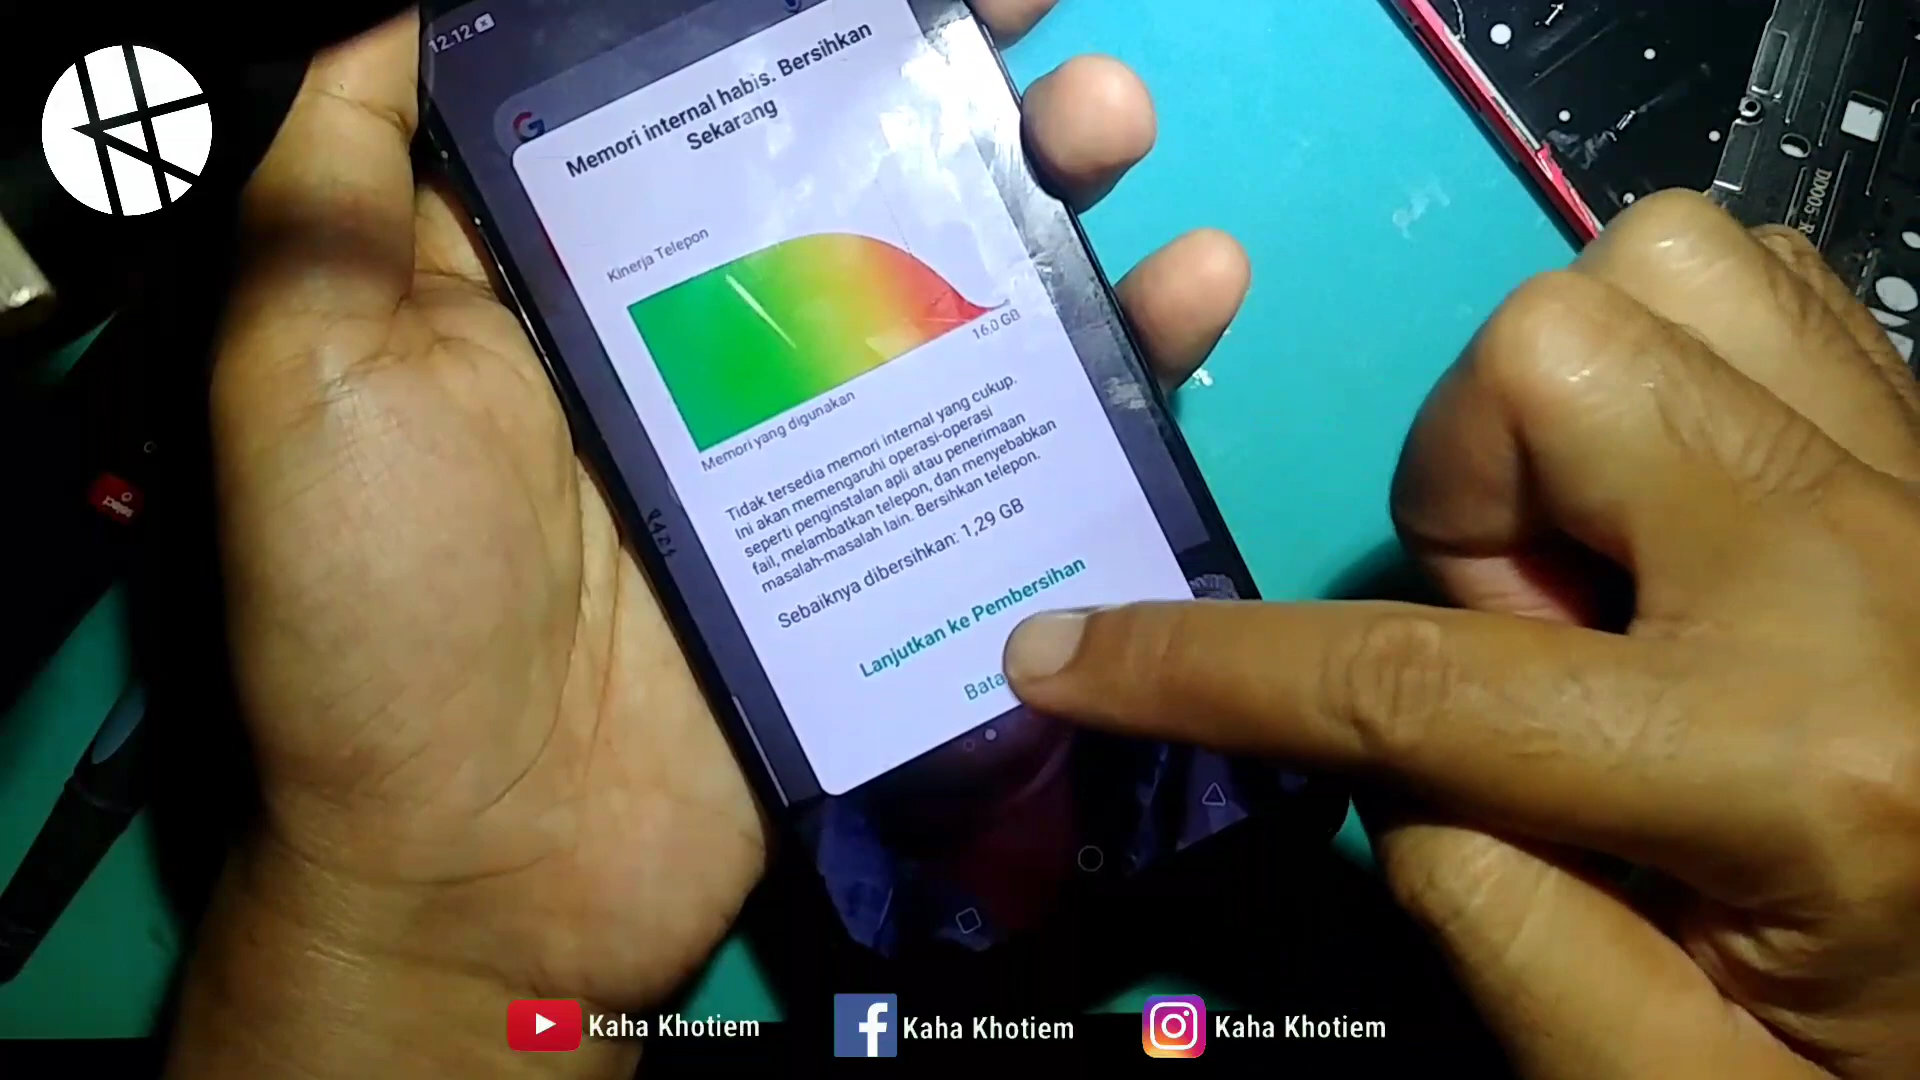 12.12
Memori internal habis. Bersihkan
Sekarang
Kinerja Telepon
16,0 GB
Memori yang digunakan
Tidak tersedia memori internal yang cukup.
Ini akan memengaruhi operasi-operasi
seperti penginstalan apli atau penerimaan
fail, melambatkan telepon, dan menyebabkan
masalah-masalah lain. Bersihkan telepon.
Sebaiknya dibersihkan: 1,29 GB
Lanjutkan ke Pembersihan
Kaha Khotiem
Kaha Khotiem
Kaha Khotiem